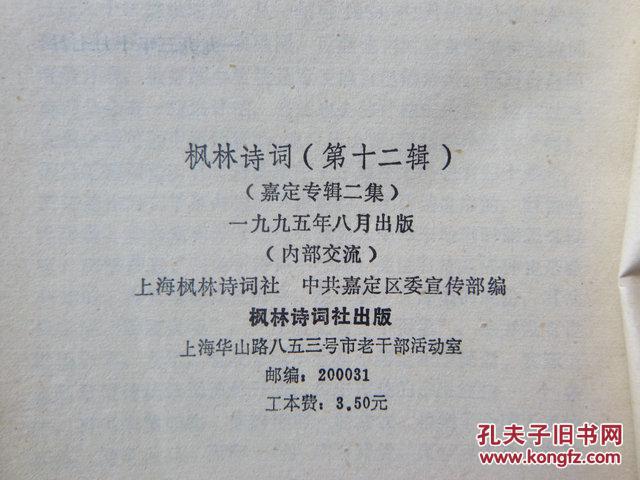 枫林诗词（第十二辑）
（嘉定专辑二集）
一九九五年八月出版
（内部交流）
上海枫林诗词社 中共嘉定区委宣传部编
枫林诗词社出版
上海华山路八五三号市老干部活动室
邮编：200031
工本费：3.50元
孔夫子旧书网
www.kongfz.com